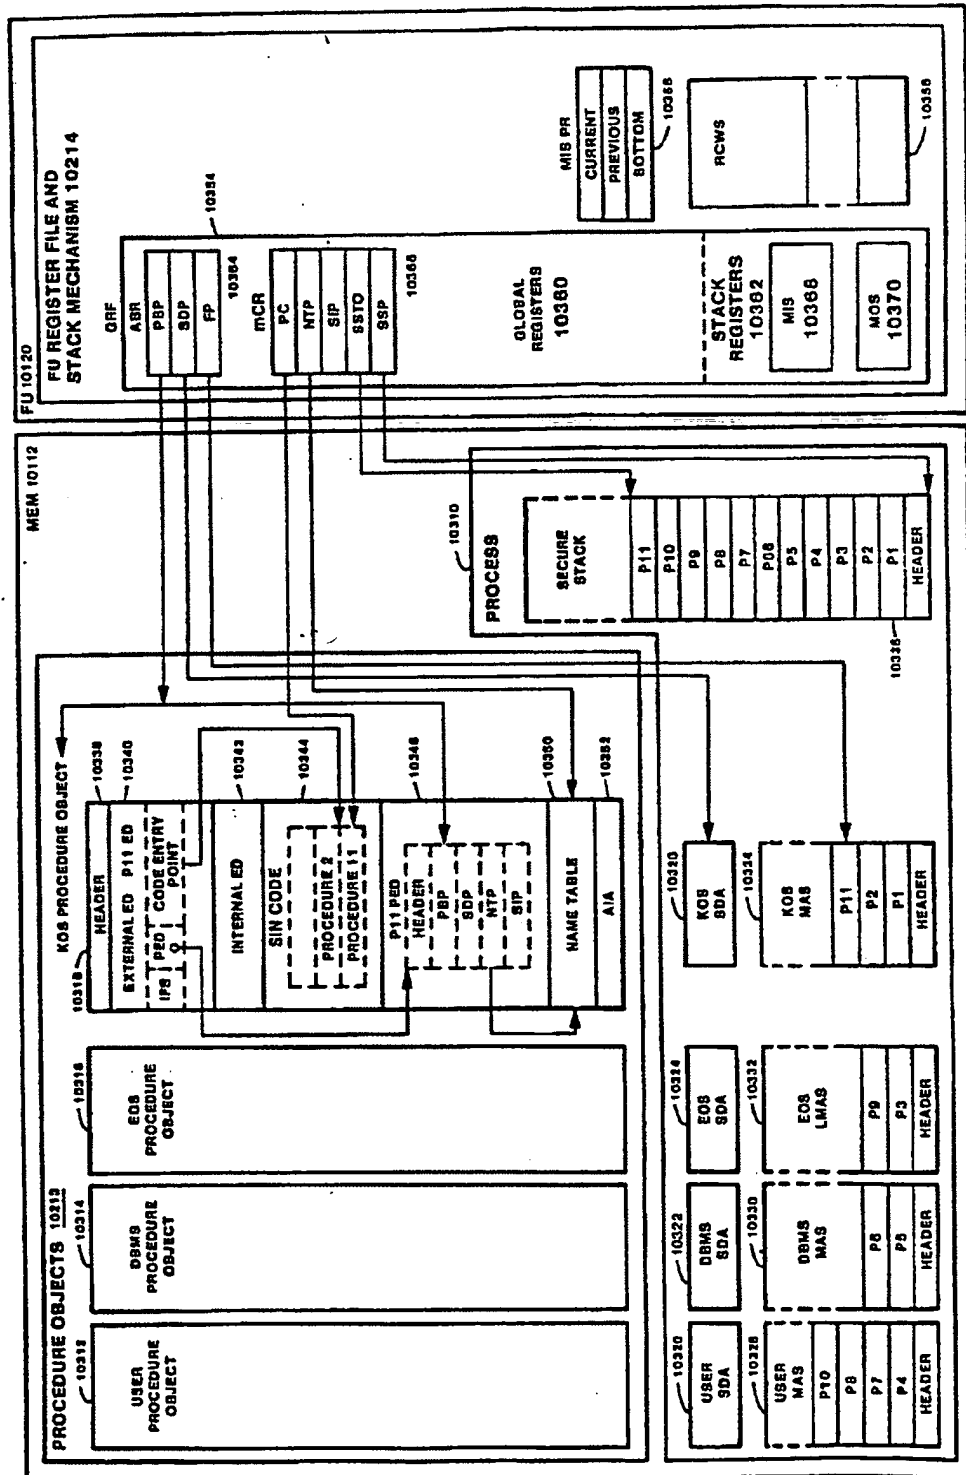 PROCEDURE OBJECTS 10213
10312
USER
PROCEDURE
OBJECT
10314
DBMS
PROCEDURE
OBJECT
10316
EOS
PROCEDURE
OBJECT
KOS PROCEDURE OBJECT
10318
HEADER
10338
EXTERNAL ED P11 ED
10340
IPS
PED
CODE ENTRY
POINT
INTERNAL ED
10342
SIN CODE
10344
PROCEDURE 2
PROCEDURE 11
P11 PED
10348
HEADER
PBP
SDP
NTP
SIP
NAME TABLE
10350
AIA
10352
MEM 10112
10320
USER
SDA
10322
DBMS
SDA
10324
EOS
SDA
KOS
SDA
10328
USER
MAS
P10
P8
P7
P4
HEADER
10330
DBMS
MAS
P6
P5
HEADER
10332
EOS
LMAS
P9
P3
HEADER
10334
KOS
MAS
P11
P2
P1
HEADER
10310
PROCESS
SECURE
STACK
P11
P10
P9
P8
P7
P06
P5
P4
P3
P2
P1
HEADER
10336
FU 10120
FU REGISTER FILE AND
STACK MECHANISM 10214
10354
GRF
ABR
PBP
SDP
FP
10364
mCR
PC
NTP
SIP
SSTO
SSP
10366
GLOBAL
REGISTERS
10360
STACK
REGISTERS
10362
MIS
10368
MOS
10370
MIS PR
CURRENT
PREVIOUS
BOTTOM
RCWS